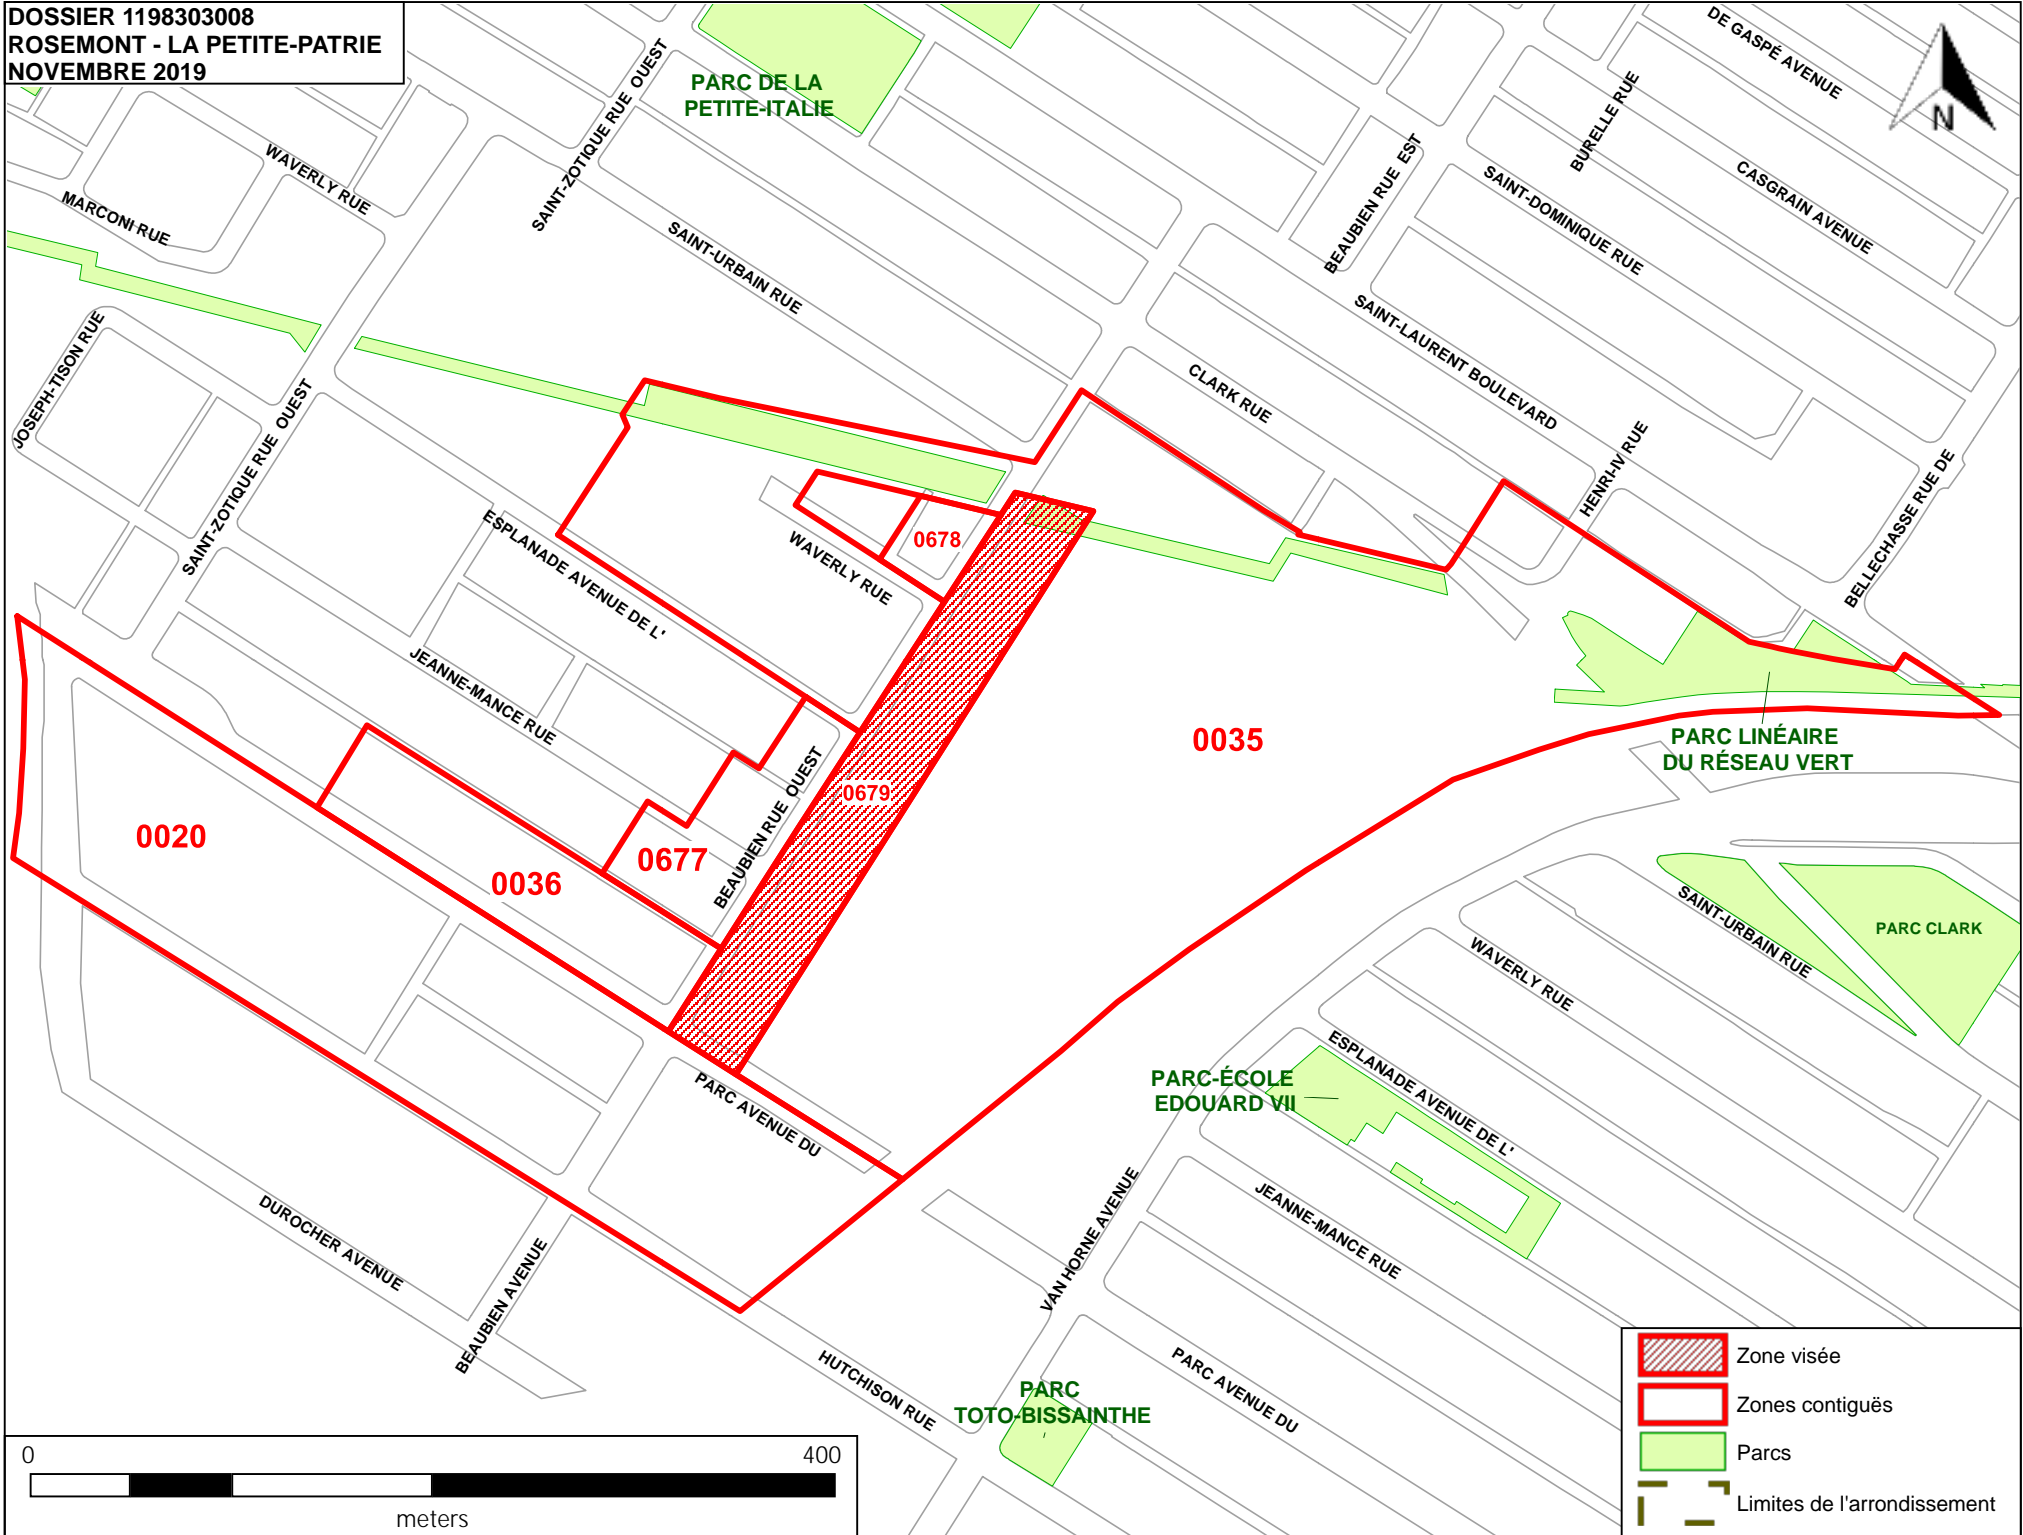 DOSSIER 1198303008
ROSEMONT - LA PETITE-PATRIE
NOVEMBRE 2019
PARC DE LA
PETITE-ITALIE
SAINT-ZOTIQUE RUE OUEST
WAVERLY RUE
MARCONI RUE
SAINT-URBAIN RUE
DE GASPÉ AVENUE
BURELLE RUE
CASGRAIN AVENUE
BEAUBIEN RUE EST
SAINT-DOMINIQUE RUE
N
SAINT-LAURENT BOULEVARD
CLARK RUE
HENRI-IV RUE
BELLECHASSE RUE DE
JOSEPH-TISON RUE
SAINT-ZOTIQUE RUE OUEST
ESPLANADE AVENUE DE L'
WAVERLY RUE
0678
JEANNE-MANCE RUE
BEAUBIEN RUE OUEST
0679
0035
PARC LINÉAIRE
DU RÉSEAU VERT
0020
0036
0677
SAINT-URBAIN RUE
PARC CLARK
WAVERLY RUE
PARC-ÉCOLE
EDOUARD VII
ESPLANADE AVENUE DE L'
PARC AVENUE DU
JEANNE-MANCE RUE
VAN HORNE AVENUE
DUROCHER AVENUE
BEAUBIEN AVENUE
HUTCHISON RUE
PARC
TOTO-BISSAINTHE
PARC AVENUE DU
0 400
meters
Zone visée
Zones contiguës
Parcs
Limites de l'arrondissement